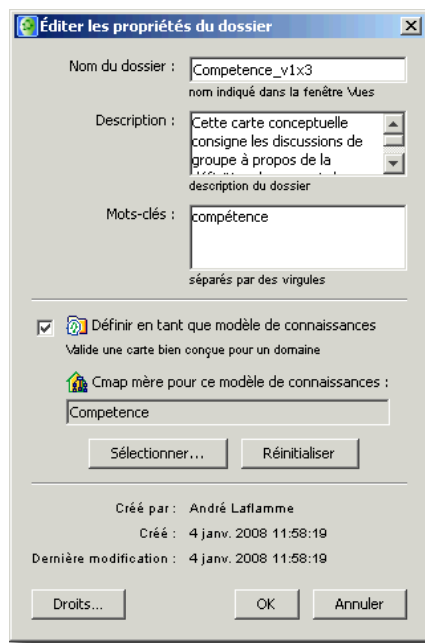 Éditer les propriétés du dossier
Nom du dossier : Competence_v1x3
nom indiqué dans la fenêtre Vues
Description : Cette carte conceptuelle
consigne les discussions de
groupe à propos de la
description du dossier
Mots-clés : compétence
séparés par des virgules
Définir en tant que modèle de connaissances
Valide une carte bien conçue pour un domaine
Cmap mère pour ce modèle de connaissances :
Competence
Sélectionner... Réinitialiser
Créé par : André Laflamme
Créé : 4 janv. 2008 11:58:19
Dernière modification : 4 janv. 2008 11:58:19
Droits... OK Annuler